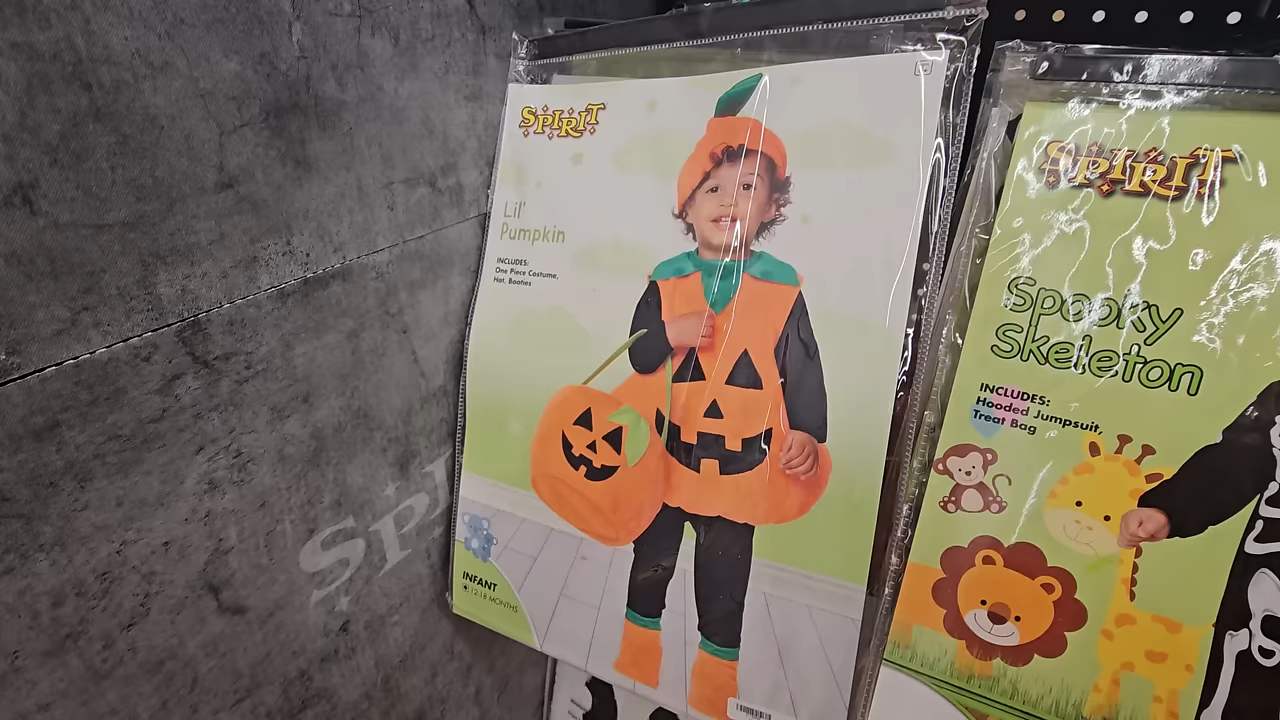 SPIRIT
Lil'
Pumpkin
INCLUDES:
One Piece Costume,
Hat, Booties
INFANT
12-18 MONTHS
SPIRIT
Spooky
Skeleton
INCLUDES:
Hooded Jumpsuit,
Treat Bag
SPI